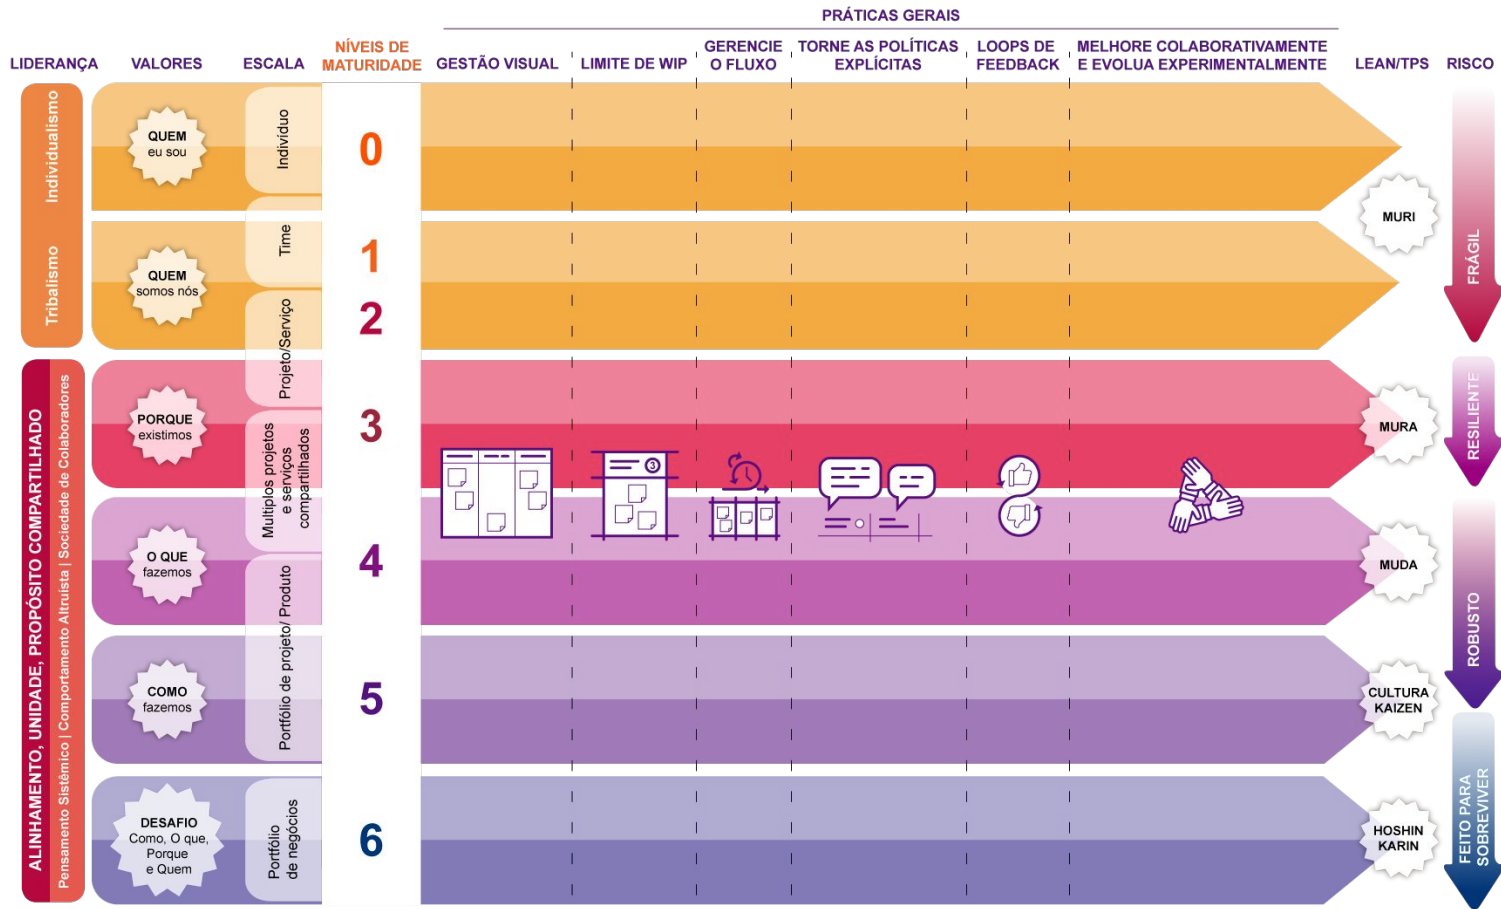 PRÁTICAS GERAIS
LIDERANÇA
VALORES
ESCALA
NÍVEIS DE
MATURIDADE
GESTÃO VISUAL
LIMITE DE WIP
GERENCIE
O FLUXO
TORNE AS POLÍTICAS
EXPLÍCITAS
LOOPS DE
FEEDBACK
MELHORE COLABORATIVAMENTE
E EVOLUA EXPERIMENTALMENTE
LEAN/TPS
RISCO
Individualismo
QUEM
eu sou
Indivíduo
0
MURI
FRÁGIL
Tribalismo
QUEM
somos nós
Time
1
2
Projeto/Serviço
ALINHAMENTO, UNIDADE, PROPÓSITO COMPARTILHADO
Pensamento Sistêmico | Comportamento Altruista | Sociedade de Colaboradores
PORQUE
existimos
3
MURA
RESILIENTE
Multiplos projetos
e serviços
compartilhados
3
O QUE
fazemos
4
MUDA
ROBUSTO
Portfólio de projeto/ Produto
COMO
fazemos
5
CULTURA
KAIZEN
DESAFIO
Como, O que,
Porque
e Quem
Portfólio
de negócios
6
HOSHIN
KARIN
FEITO PARA
SOBREVIVER